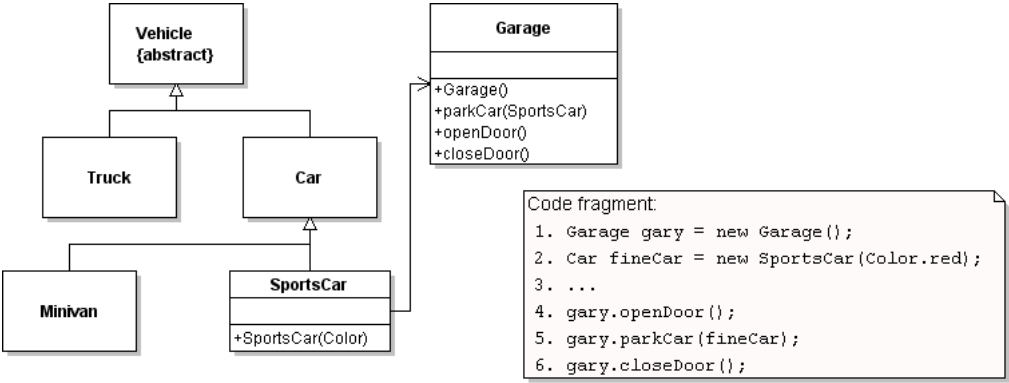 Vehicle
{abstract}
Garage
+Garage()
+parkCar(SportsCar)
+openDoor()
+closeDoor()
Truck
Car
Minivan
SportsCar
+SportsCar(Color)
Code fragment:
1. Garage gary = new Garage();
2. Car fineCar = new SportsCar(Color.red);
3. ...
4. gary.openDoor();
5. gary.parkCar(fineCar);
6. gary.closeDoor();